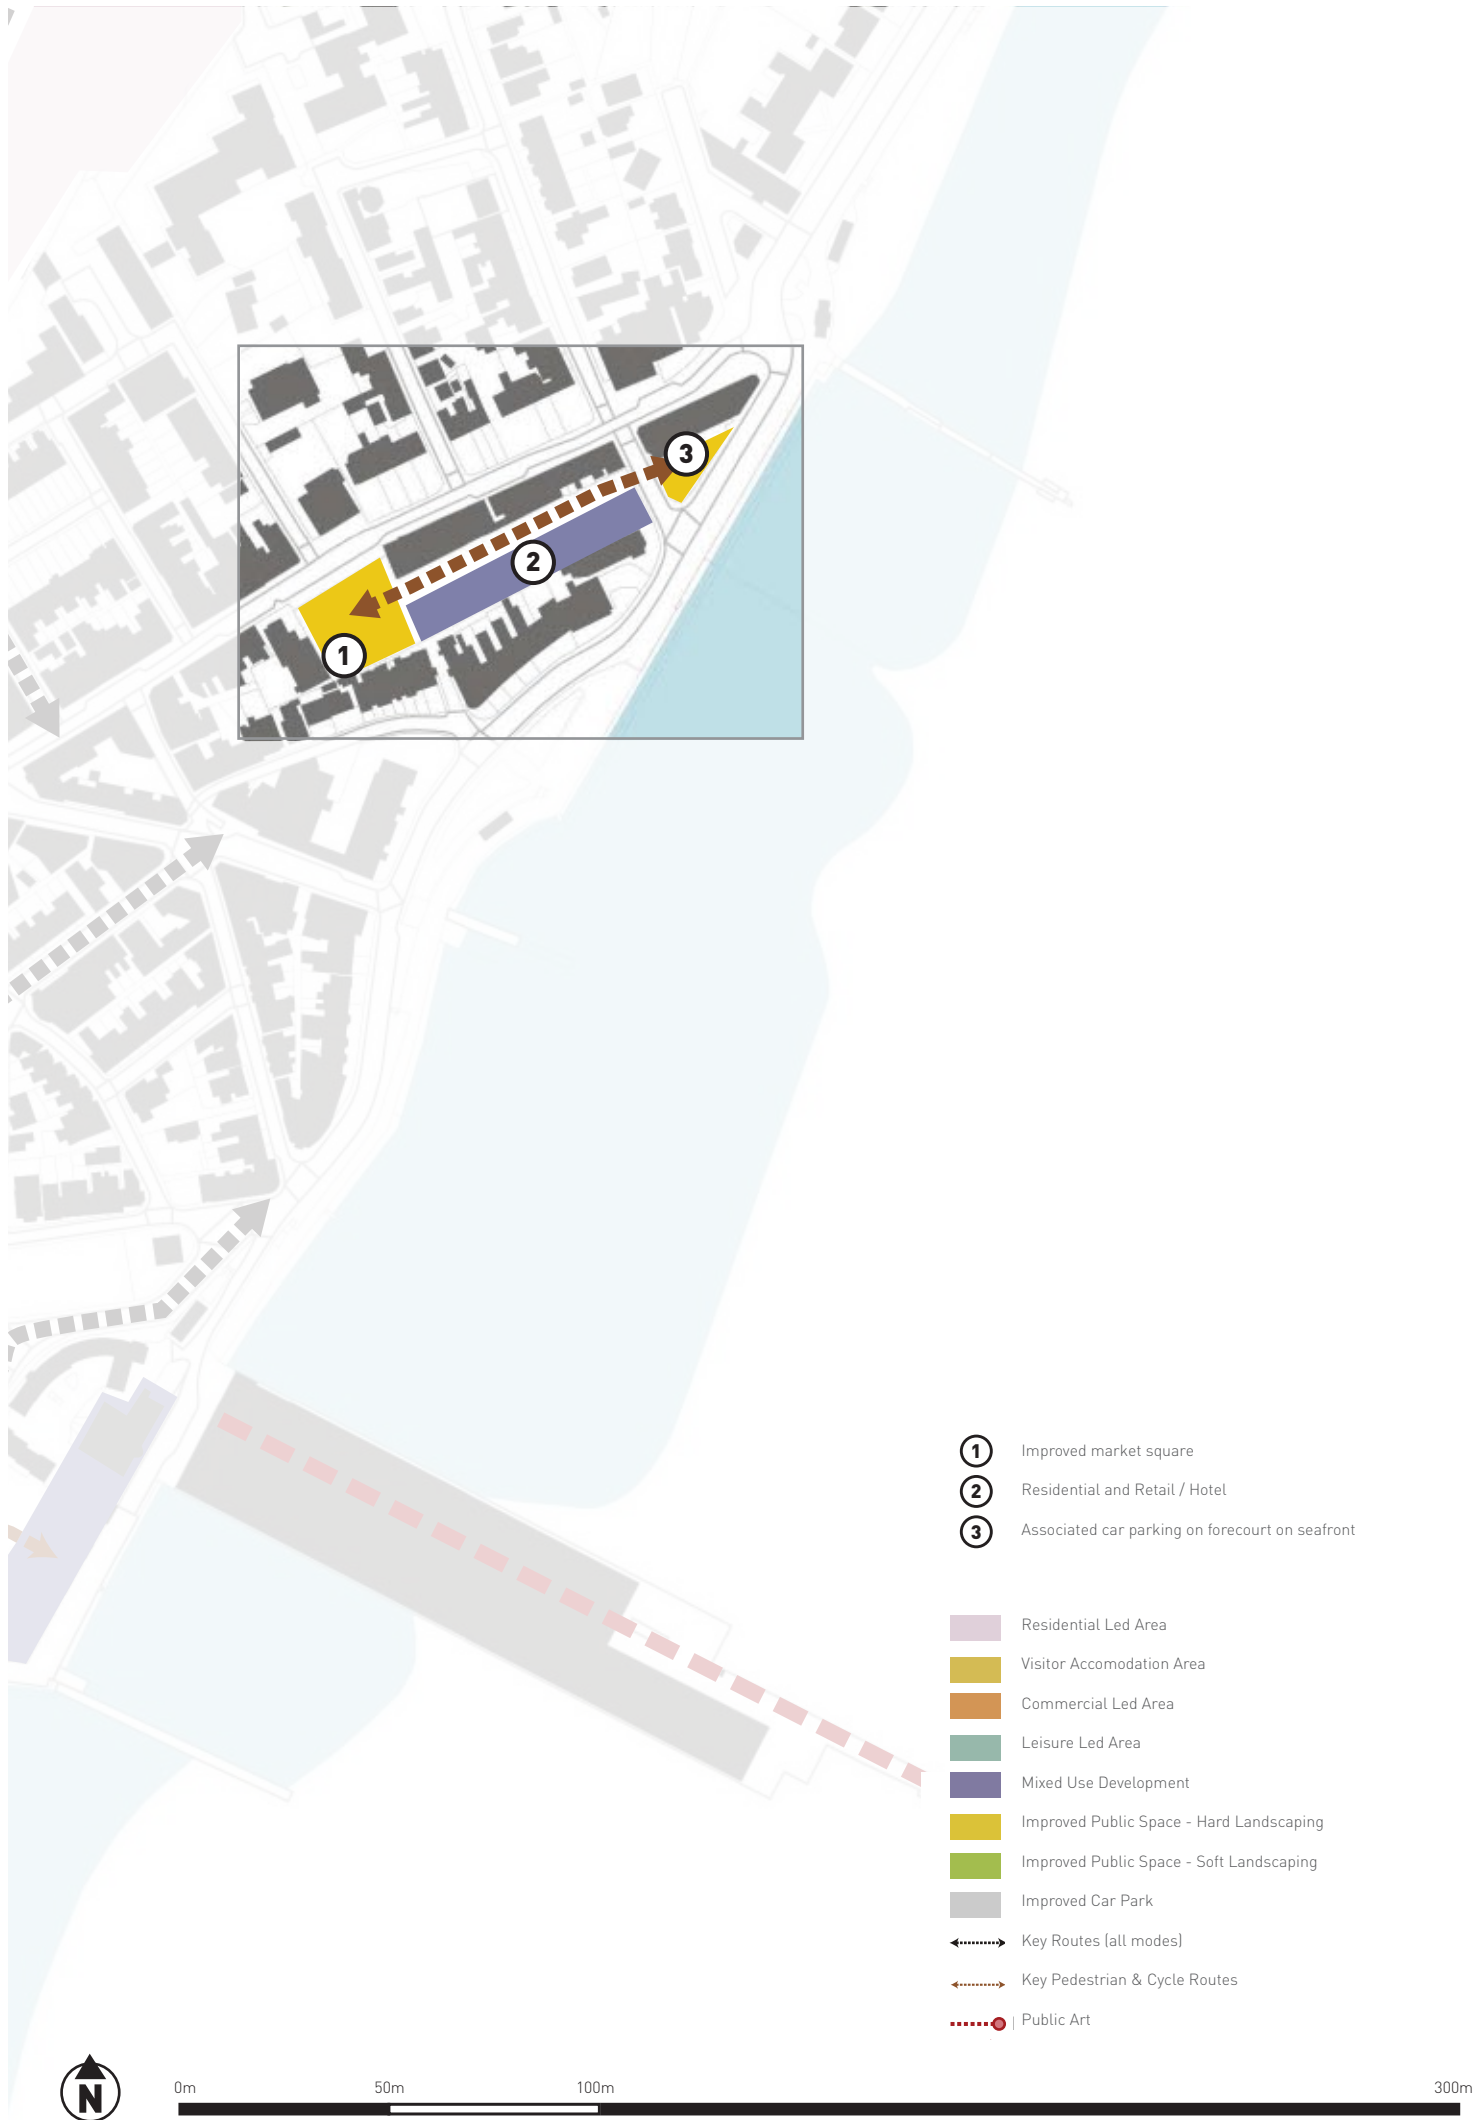 3
2
1
1 Improved market square
2 Residential and Retail / Hotel
3 Associated car parking on forecourt on seafront
Residential Led Area
Visitor Accomodation Area
Commercial Led Area
Leisure Led Area
Mixed Use Development
Improved Public Space - Hard Landscaping
Improved Public Space - Soft Landscaping
Improved Car Park
Key Routes (all modes)
Key Pedestrian & Cycle Routes
Public Art
N
0m 50m 100m 300m